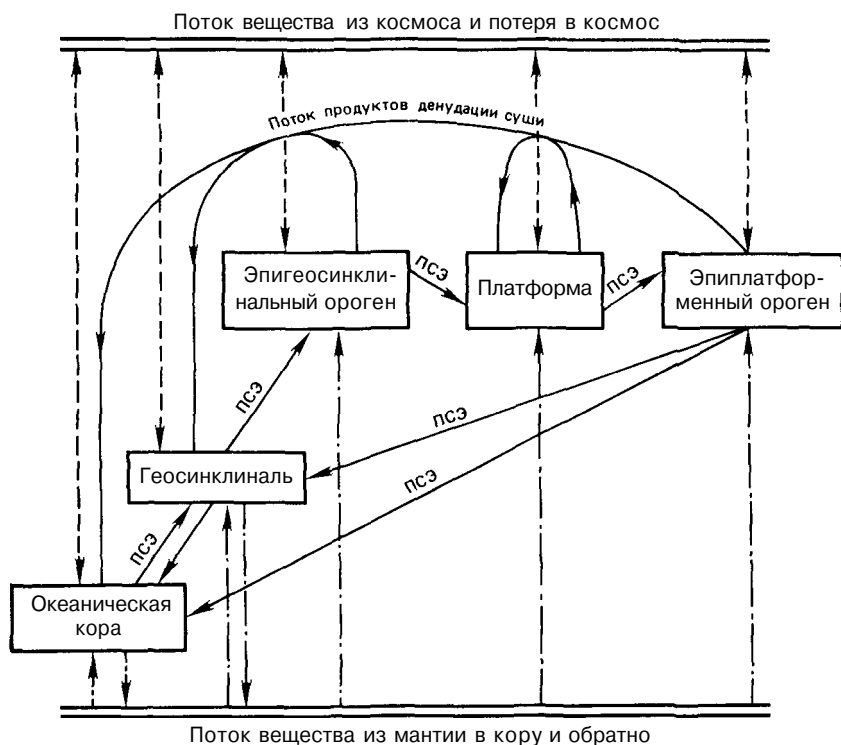 Поток вещества из космоса и потеря в космос
Поток продуктов денудации суши
Эпигеосинкли-
нальный ороген
ПСЭ
Платформа
ПСЭ
Эпиплатфор-
менный ороген
ПСЭ
ПСЭ
Геосинклиналь
ПСЭ
ПСЭ
Океаническая
кора
Поток вещества из мантии в кору и обратно